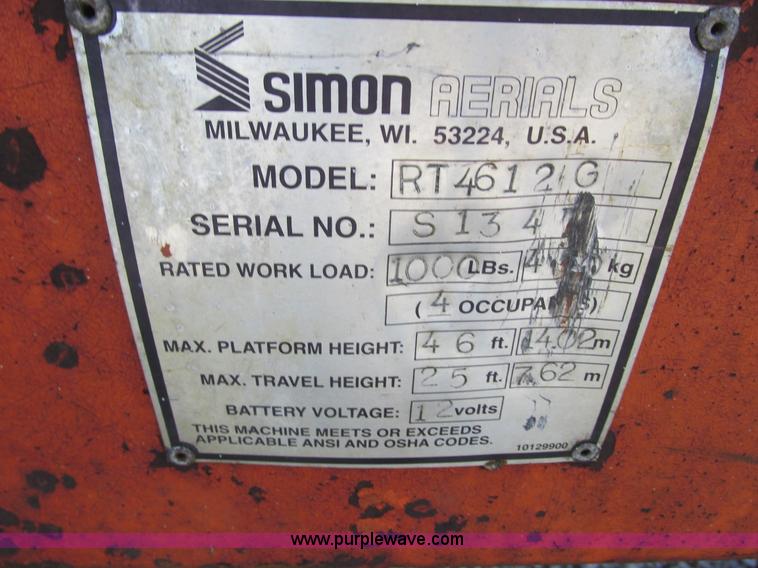 SIMON AERIALS
MILWAUKEE, WI. 53224, U.S.A.
MODEL: RT4612G
SERIAL NO.: S134
RATED WORK LOAD: 1000 LBs. kg
(4 OCCUPANTS)
MAX. PLATFORM HEIGHT: 46 ft. 14.02 m
MAX. TRAVEL HEIGHT: 25 ft. 7.62 m
BATTERY VOLTAGE: 12 volts
THIS MACHINE MEETS OR EXCEEDS
APPLICABLE ANSI AND OSHA CODES. 10129900
www.purplewave.com